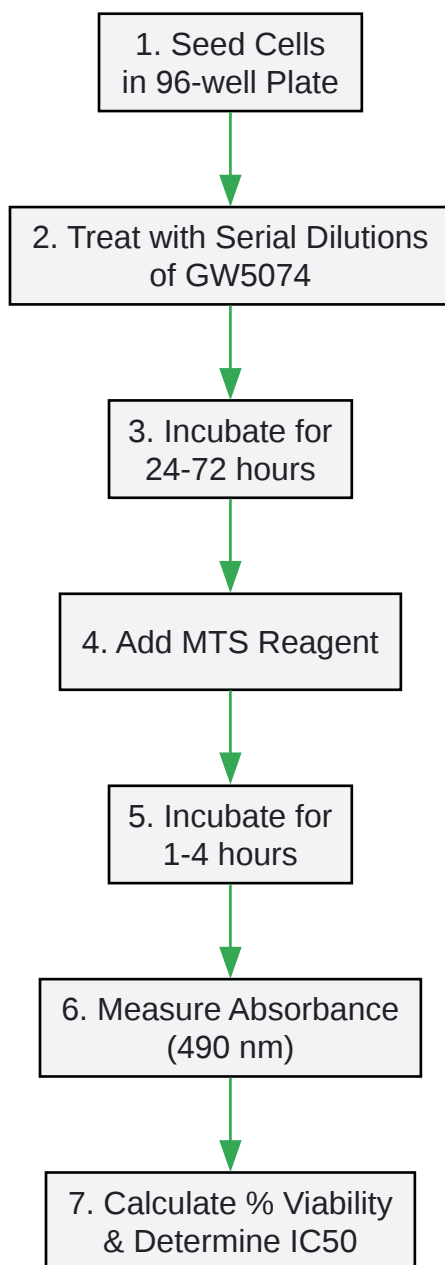 1. Seed Cells
in 96-well Plate
2. Treat with Serial Dilutions
of GW5074
3. Incubate for
24-72 hours
4. Add MTS Reagent
5. Incubate for
1-4 hours
6. Measure Absorbance
(490 nm)
7. Calculate % Viability
& Determine IC50